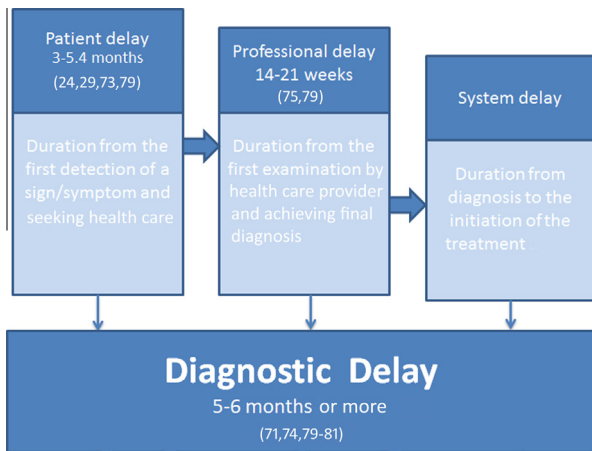 Patient delay
3-5.4 months
(24,29,73,79)
Duration from the
first detection of a
sign/symptom and
seeking health care
Professional delay
14-21 weeks
(75,79)
Duration from the
first examination by
health care provider
and achieving final
diagnosis
System delay
Duration from
diagnosis to the
initiation of the
treatment
Diagnostic Delay
5-6 months or more
(71,74,79-81)